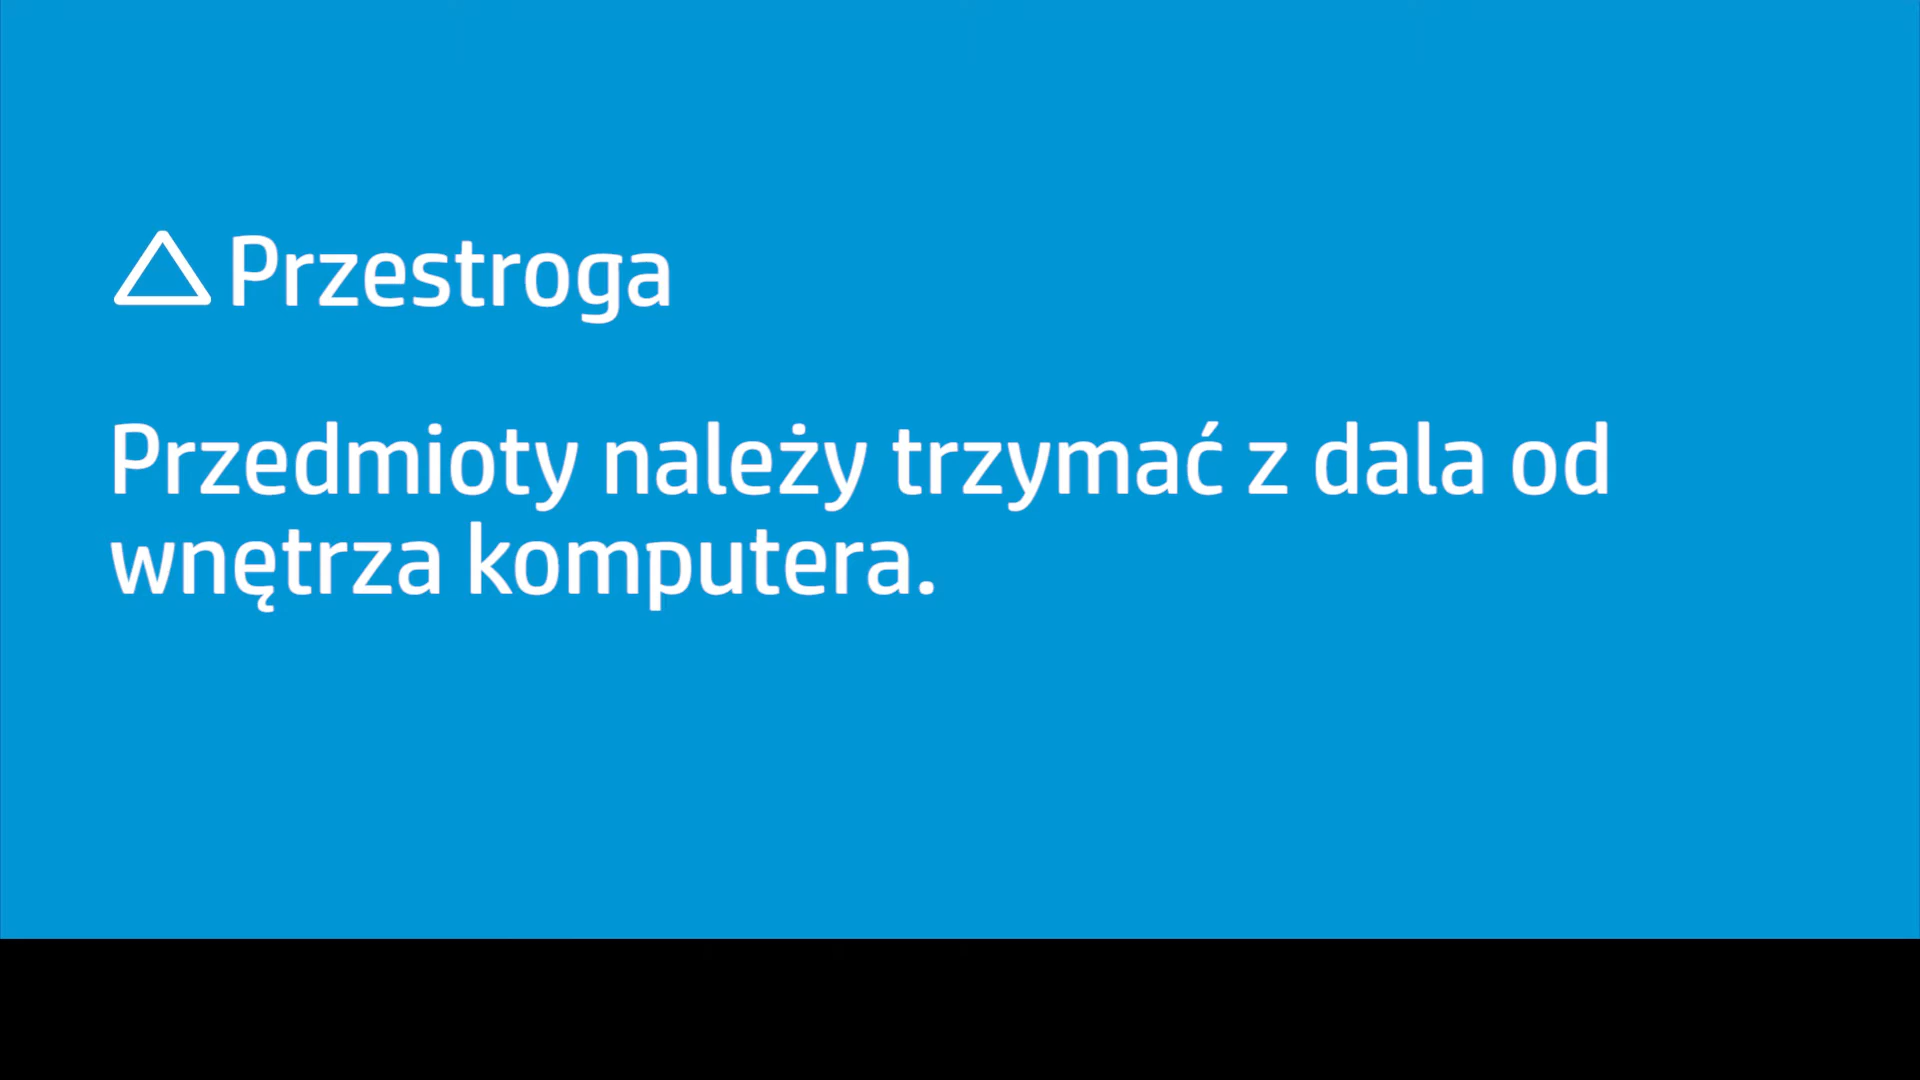 Przestroga
Przedmioty należy trzymać z dala od
wnętrza komputera.